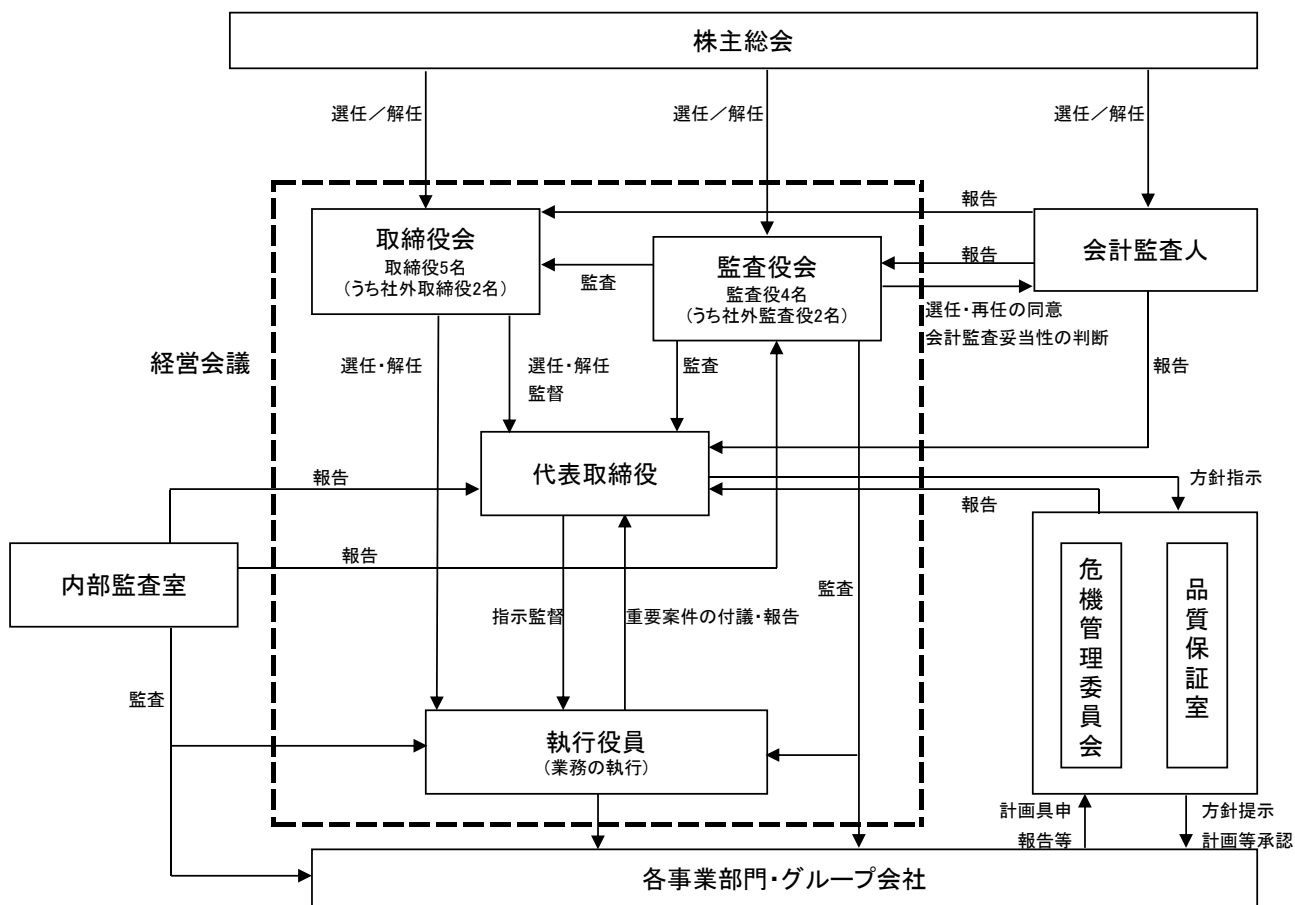 株主総会
選任／解任
選任／解任
選任／解任
報告
取締役会
取締役5名
（うち社外取締役2名）
監査
監査役会
監査役4名
（うち社外監査役2名）
報告
会計監査人
選任・再任の同意
会計監査妥当性の判断
経営会議
選任・解任
選任・解任
監督
監査
報告
代表取締役
報告
方針指示
報告
内部監査室
報告
監査
指示監督
重要案件の付議・報告
危機管理委員会
品質保証室
監査
執行役員
（業務の執行）
計画具申
報告等
方針提示
計画等承認
各事業部門・グループ会社